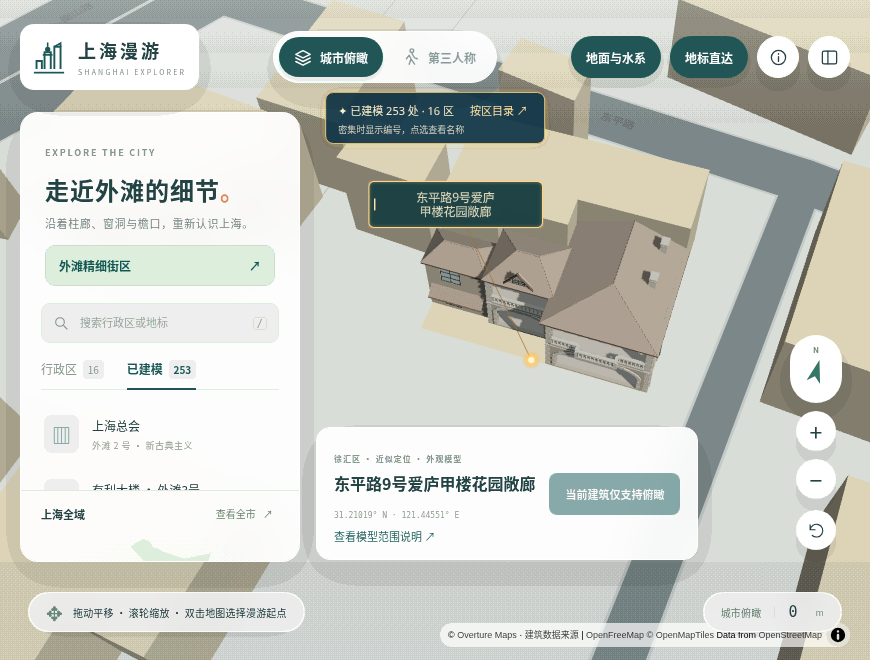 上海漫游
SHANGHAI EXPLORER
城市俯瞰
第三人称
地面与水系
地标直达
✦ 已建模 253 处 · 16 区 按区目录 ↗
密集时显示编号，点选查看名称
东平路
东平路9号爱庐
甲楼花园敞廊
EXPLORE THE CITY
走近外滩的细节。
沿着柱廊、窗洞与檐口，重新认识上海。
外滩精细街区 ↗
搜索行政区或地标 /
行政区 16 已建模 253
上海总会
外滩 2 号 · 新古典主义
有利大楼 · 外滩3号
上海全域 查看全市 ↗
徐汇区 · 近似定位 · 外观模型
东平路9号爱庐甲楼花园敞廊
当前建筑仅支持俯瞰
31.21019° N · 121.44551° E
查看模型范围说明 ↗
N
+
−
拖动平移 · 滚轮缩放 · 双击地图选择漫游起点
城市俯瞰 0 m
© Overture Maps · 建筑数据来源 | OpenFreeMap © OpenMapTiles Data from OpenStreetMap